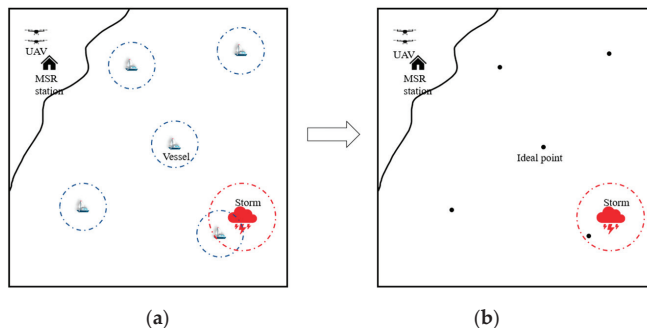 UAV
MSR
station
Vessel
Storm
(a)
UAV
MSR
station
Ideal point
Storm
(b)